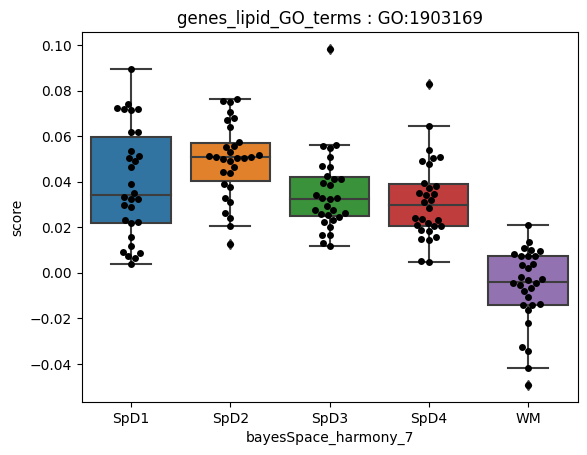 genes_lipid_GO_terms : GO:1903169
0.10
0.08
0.06
0.04
0.02
0.00
−0.02
−0.04
score
SpD1 SpD2 SpD3 SpD4 WM
bayesSpace_harmony_7